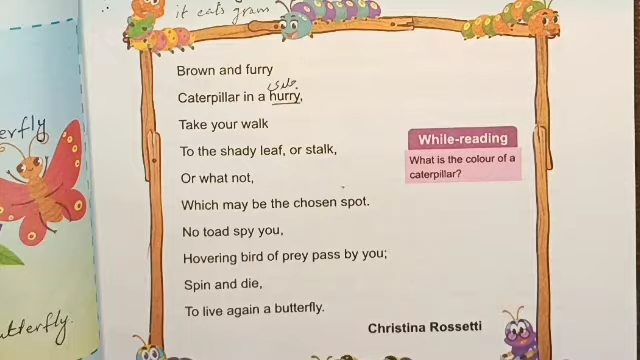 it eats gram
Brown and furry
جلدی
Caterpillar in a hurry,
Take your walk
To the shady leaf, or stalk,
Or what not,
Which may be the chosen spot.
No toad spy you,
Hovering bird of prey pass by you;
Spin and die,
To live again a butterfly.
Christina Rossetti
While-reading
What is the colour of a
caterpillar?
erfly
utterfly.